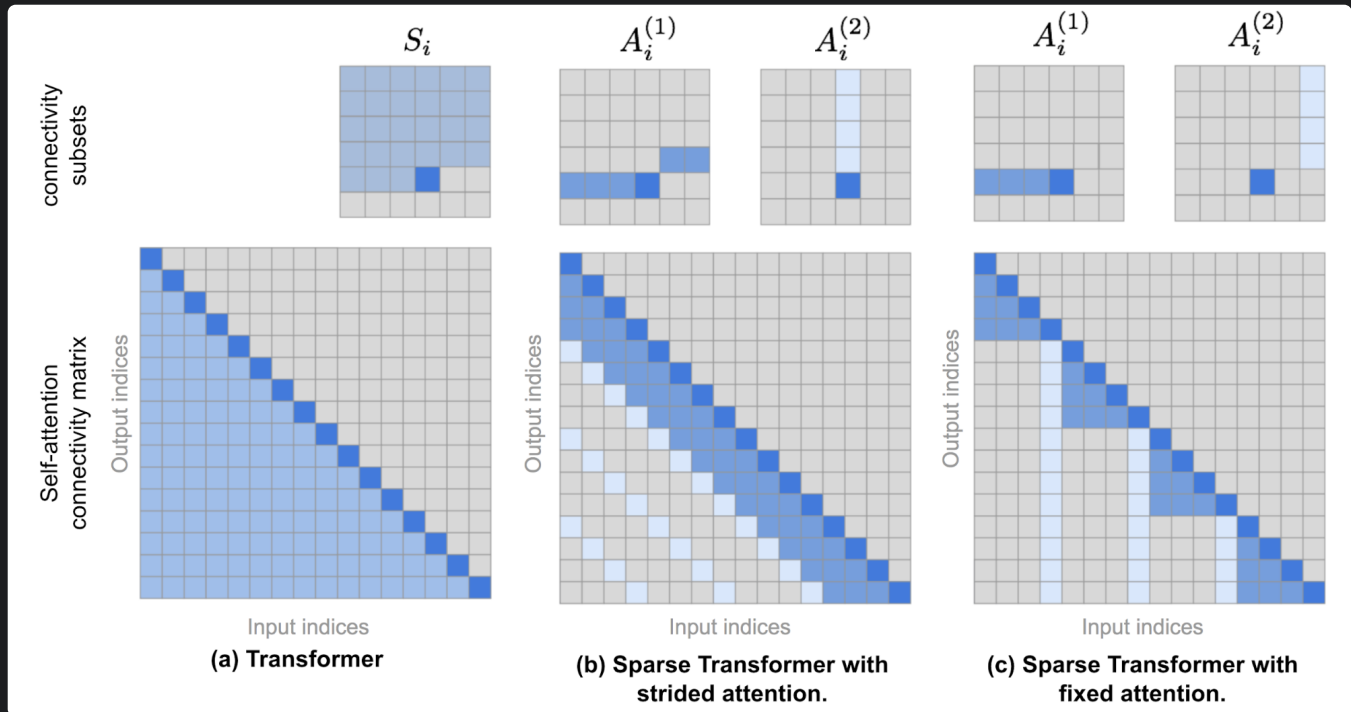 S_i
A_i^{(1)}
A_i^{(2)}
A_i^{(1)}
A_i^{(2)}
connectivity
subsets
Self-attention
connectivity matrix
Output indices
Output indices
Output indices
Input indices
Input indices
Input indices
(a) Transformer
(b) Sparse Transformer with
strided attention.
(c) Sparse Transformer with
fixed attention.